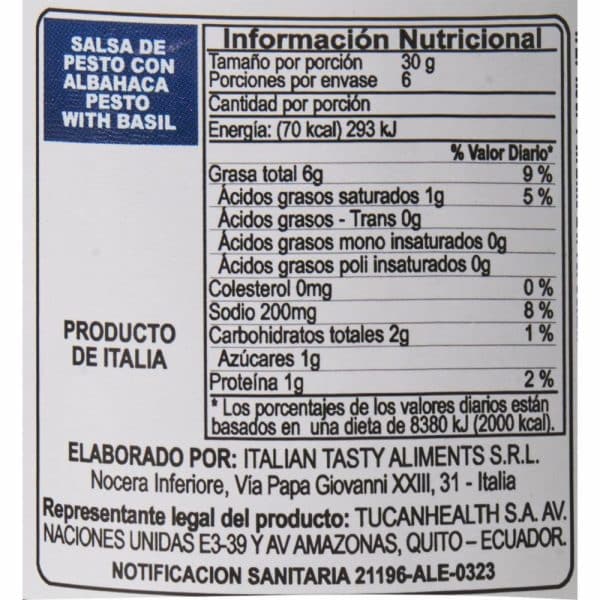 SALSA DE
PESTO CON
ALBAHACA
PESTO
WITH BASIL
Información Nutricional
Tamaño por porción 30 g
Porciones por envase 6
Cantidad por porción
Energía: (70 kcal) 293 kJ
% Valor Diario*
Grasa total 6g 9 %
Ácidos grasos saturados 1g 5 %
Ácidos grasos - Trans 0g
Ácidos grasos mono insaturados 0g
Ácidos grasos poli insaturados 0g
Colesterol 0mg 0 %
Sodio 200mg 8 %
Carbohidratos totales 2g 1 %
Azúcares 1g
Proteína 1g 2 %
* Los porcentajes de los valores diarios están
basados en una dieta de 8380 kJ (2000 kcal).
PRODUCTO
DE ITALIA
ELABORADO POR: ITALIAN TASTY ALIMENTS S.R.L.
Nocera Inferiore, Via Papa Giovanni XXIII, 31 - Italia
Representante legal del producto: TUCANHEALTH S.A. AV.
NACIONES UNIDAS E3-39 Y AV AMAZONAS, QUITO – ECUADOR.
NOTIFICACION SANITARIA 21196-ALE-0323